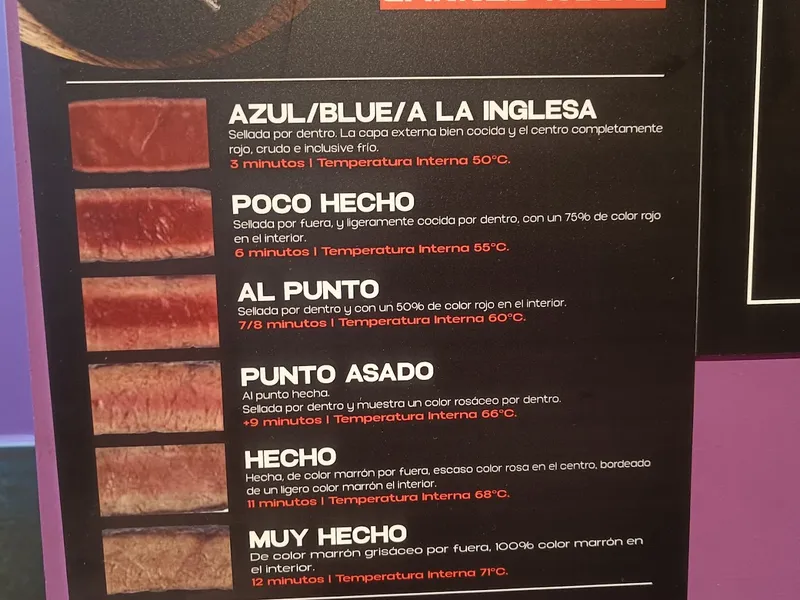 AZUL/BLUE/A LA INGLESA
Sellada por dentro. La capa externa bien cocida y el centro completamente
rojo, crudo e inclusive frío.
3 minutos | Temperatura Interna 50°C.
POCO HECHO
Sellada por fuera, y ligeramente cocida por dentro, con un 75% de color rojo
en el interior.
6 minutos | Temperatura Interna 55°C.
AL PUNTO
Sellada por dentro y con un 50% de color rojo en el interior.
7/8 minutos | Temperatura Interna 60°C.
PUNTO ASADO
Al punto hecha.
Sellada por dentro y muestra un color rosáceo por dentro.
+9 minutos | Temperatura Interna 66°C.
HECHO
Hecha, de color marrón por fuera, escaso color rosa en el centro, bordeado
de un ligero color marrón el interior.
11 minutos | Temperatura Interna 68°C.
MUY HECHO
De color marrón grisáceo por fuera, 100% color marrón en
el interior.
12 minutos | Temperatura Interna 71°C.